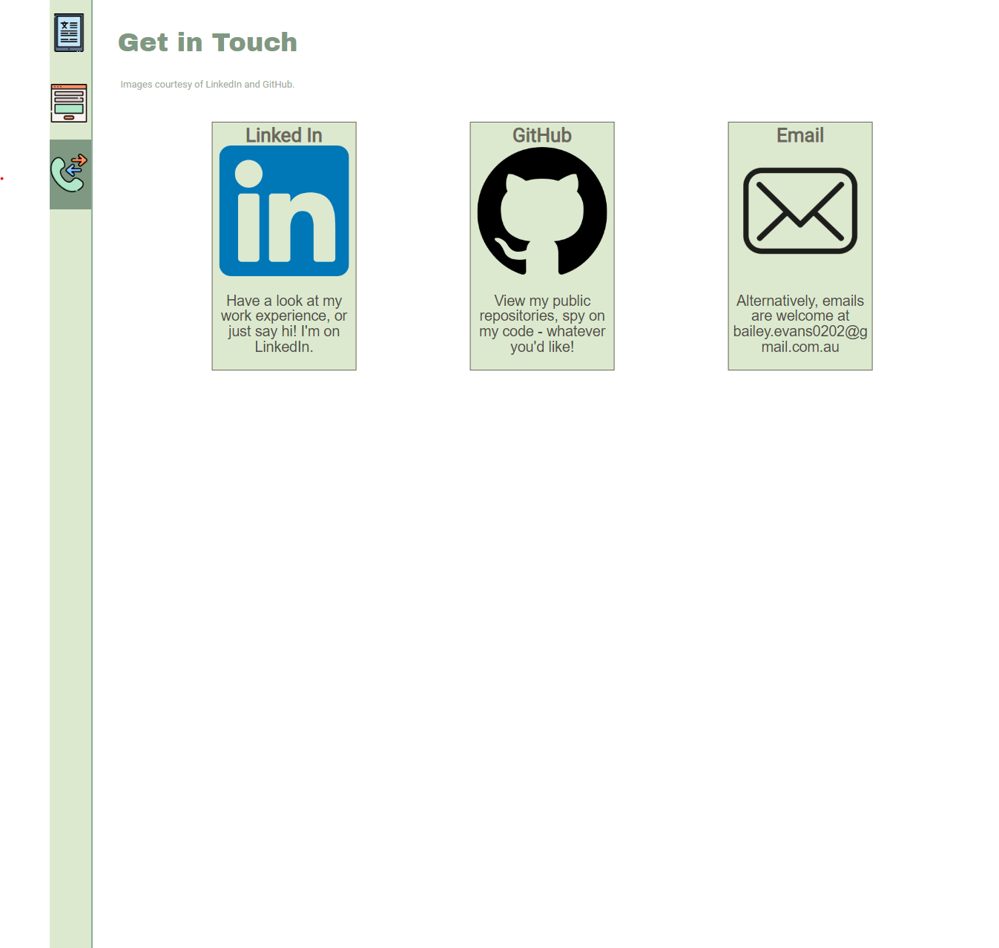 Get in Touch
Images courtesy of LinkedIn and GitHub.
Linked In
in
Have a look at my
work experience, or
just say hi! I'm on
LinkedIn.
GitHub
View my public
repositories, spy on
my code - whatever
you'd like!
Email
Alternatively, emails
are welcome at
bailey.evans0202@g
mail.com.au